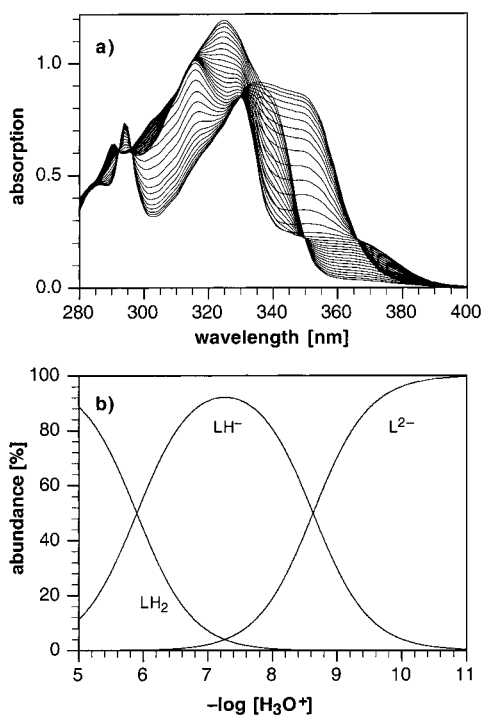 a)
1.0
0.5
0.0
absorption
280
300
320
340
360
380
400
wavelength [nm]
b)
100
80
60
40
20
0
abundance [%]
LH₂
LH⁻
L²⁻
5
6
7
8
9
10
11
–log [H₃O⁺]